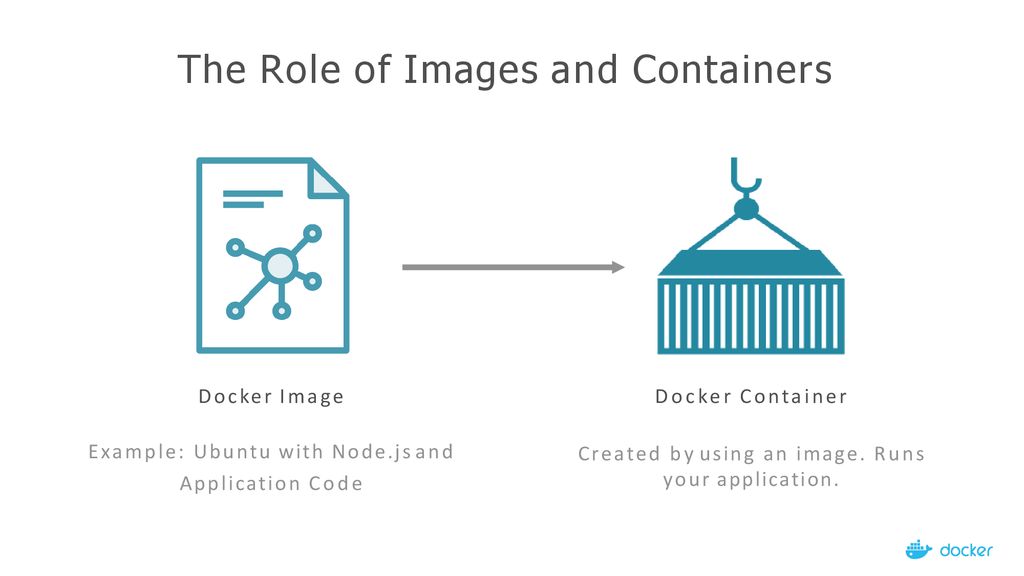 The Role of Images and Containers
Docker Image
Docker Container
Example: Ubuntu with Node.js and
Application Code
Created by using an image. Runs
your application.
docker